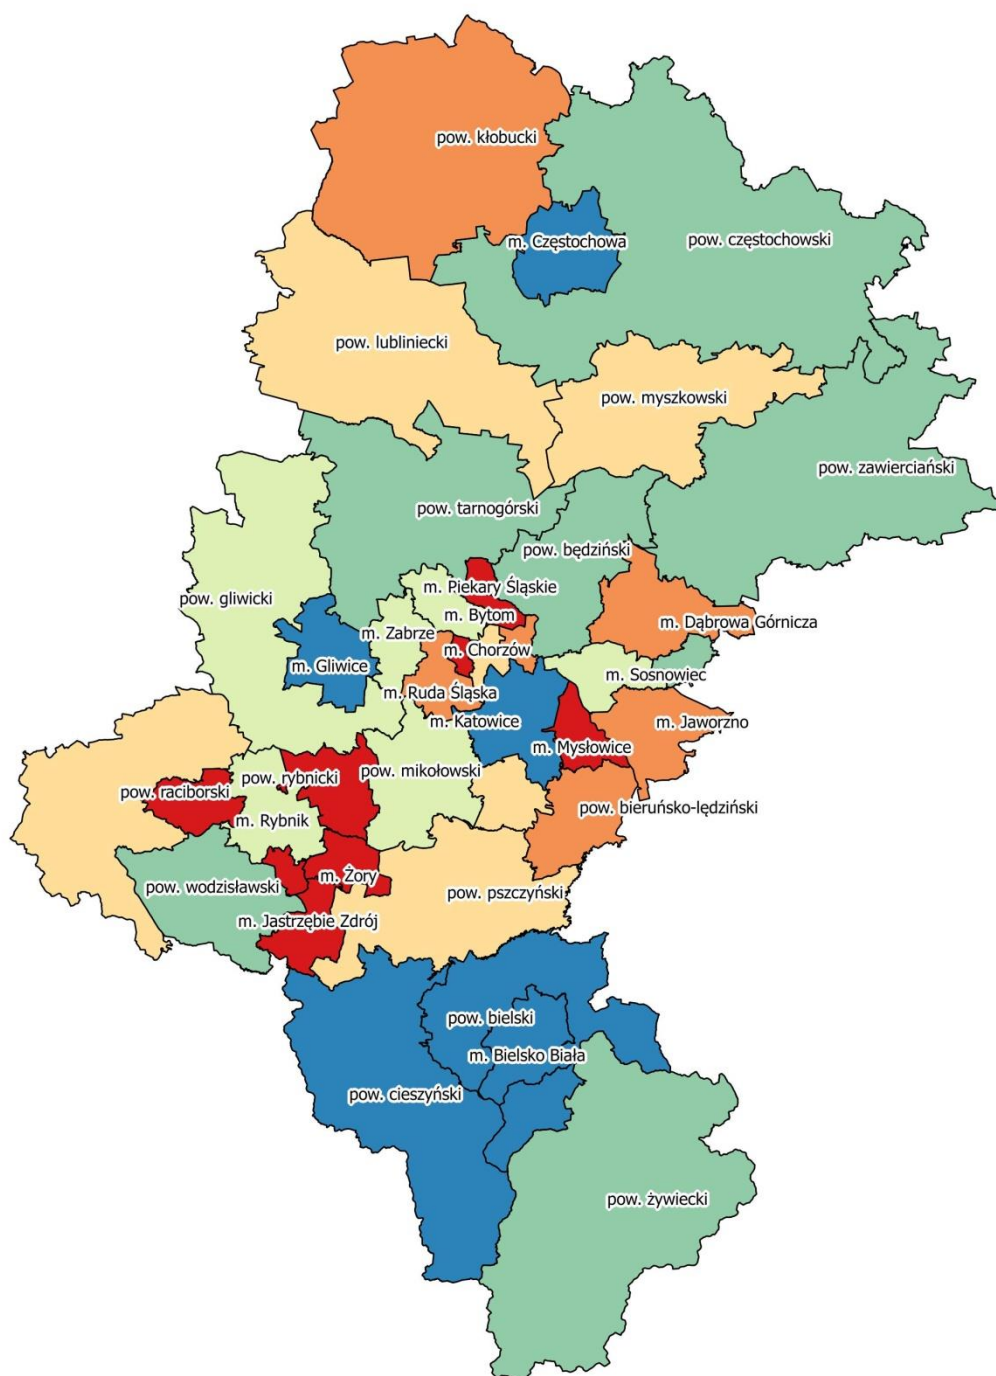 pow. kłobucki
m. Częstochowa
pow. częstochowski
pow. lubliniecki
pow. myszkowski
pow. zawierciański
pow. tarnogórski
pow. będziński
m. Piekary Śląskie
pow. gliwicki
m. Bytom
m. Dąbrowa Górnicza
m. Zabrze
m. Chorzów
m. Gliwice
m. Sosnowiec
m. Ruda Śląska
m. Katowice
m. Jaworzno
m. Mysłowice
pow. mikołowski
pow. rybnicki
pow. raciborski
pow. bieruńsko-lędziński
m. Rybnik
m. Żory
pow. wodzisławski
pow. pszczyński
m. Jastrzębie Zdrój
pow. bielski
m. Bielsko Biała
pow. cieszyński
pow. żywiecki